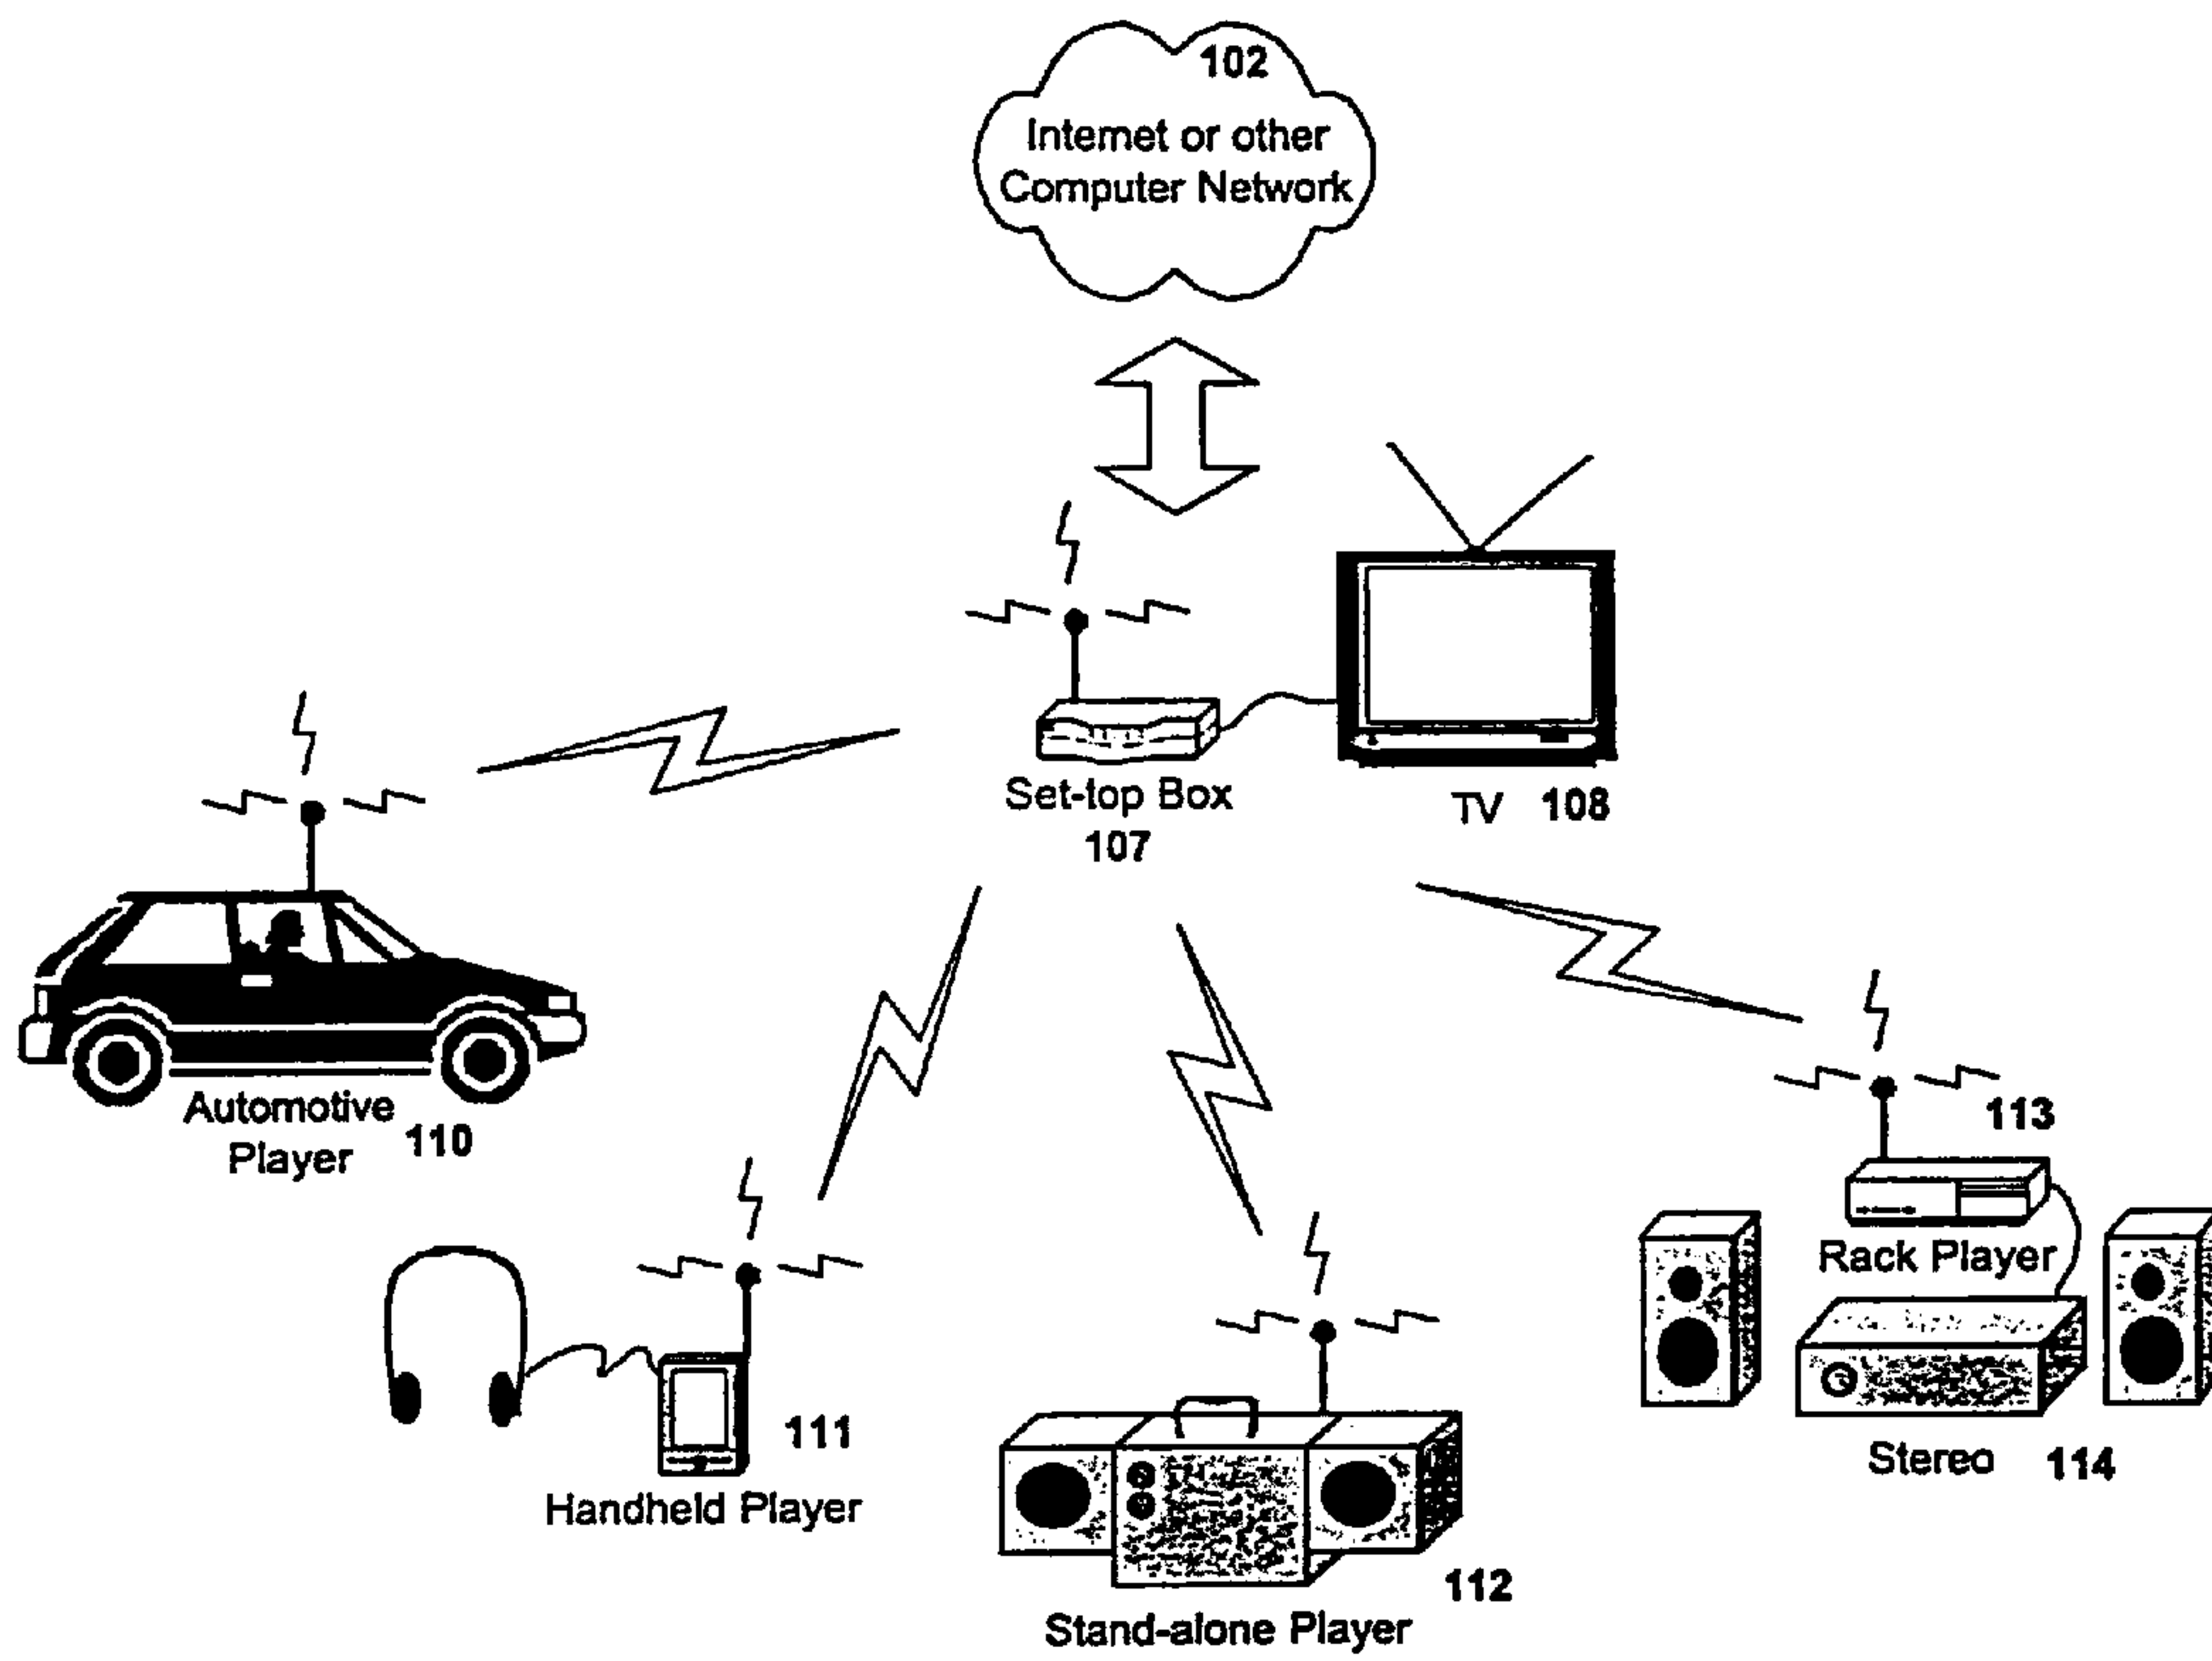 102
Internet or other
Computer Network
Set-top Box
107
TV 108
Automotive
Player
110
113
Rack Player
111
Handheld Player
Stereo 114
112
Stand-alone Player